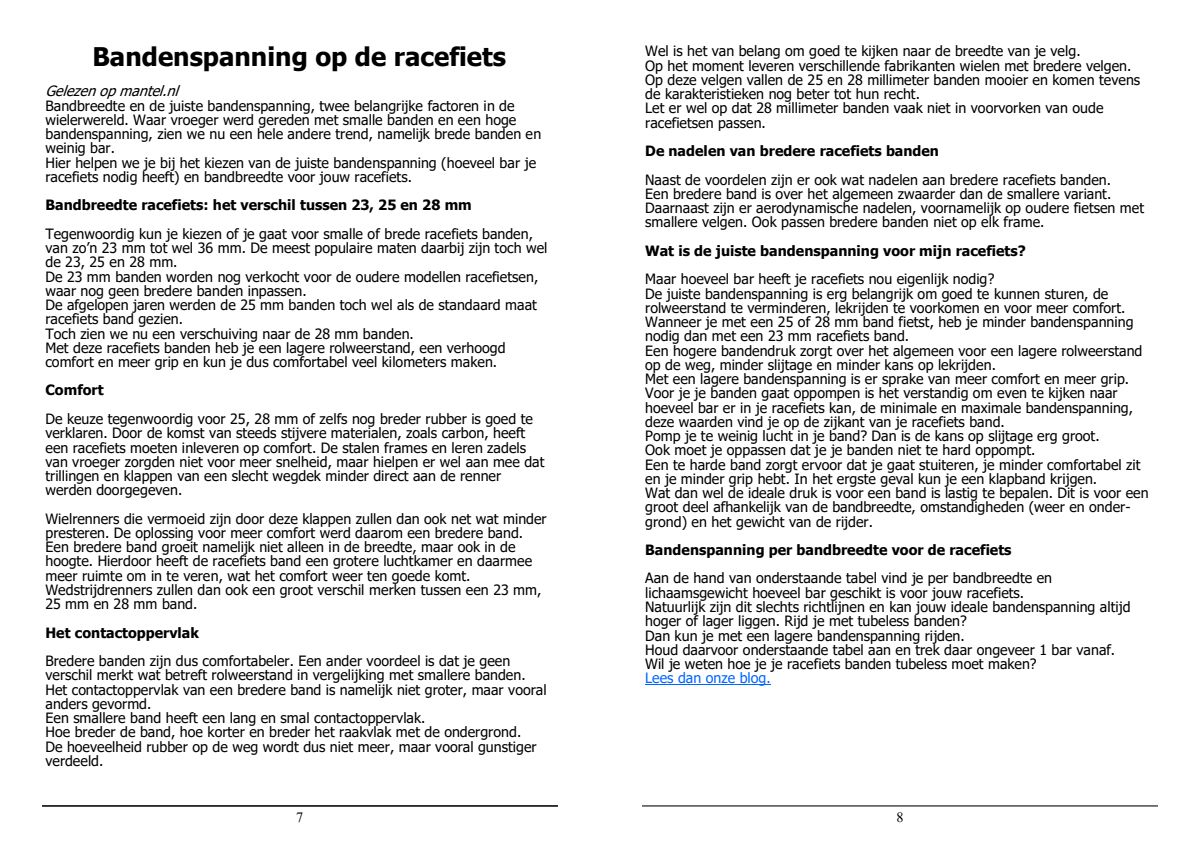 Bandenspanning op de racefiets
Gelezen op mantel.nl
Bandbreedte en de juiste bandenspanning, twee belangrijke factoren in de
wielerwereld. Waar vroeger werd gereden met smalle banden en een hoge
bandenspanning, zien we nu een hele andere trend, namelijk brede banden en
weinig bar.
Hier helpen we je bij het kiezen van de juiste bandenspanning (hoeveel bar je
racefiets nodig heeft) en bandbreedte voor jouw racefiets.
Bandbreedte racefiets: het verschil tussen 23, 25 en 28 mm
Tegenwoordig kun je kiezen of je gaat voor smalle of brede racefiets banden,
van zo’n 23 mm tot wel 36 mm. De meest populaire maten daarbij zijn toch wel
de 23, 25 en 28 mm.
De 23 mm banden worden nog verkocht voor de oudere modellen racefietsen,
waar nog geen bredere banden inpassen.
De afgelopen jaren werden de 25 mm banden toch wel als de standaard maat
racefiets band gezien.
Toch zien we nu een verschuiving naar de 28 mm banden.
Met deze racefiets banden heb je een lagere rolweerstand, een verhoogd
comfort en meer grip en kun je dus comfortabel veel kilometers maken.
Comfort
De keuze tegenwoordig voor 25, 28 mm of zelfs nog breder rubber is goed te
verklaren. Door de komst van steeds stijvere materialen, zoals carbon, heeft
een racefiets moeten inleveren op comfort. De stalen frames en leren zadels
van vroeger zorgden niet voor meer snelheid, maar hielpen er wel aan mee dat
trillingen en klappen van een slecht wegdek minder direct aan de renner
werden doorgegeven.
Wielrenners die vermoeid zijn door deze klappen zullen dan ook net wat minder
presteren. De oplossing voor meer comfort werd daarom een bredere band.
Een bredere band groeit namelijk niet alleen in de breedte, maar ook in de
hoogte. Hierdoor heeft de racefiets band een grotere luchtkamer en daarmee
meer ruimte om in te veren, wat het comfort weer ten goede komt.
Wedstrijdrenners zullen dan ook een groot verschil merken tussen een 23 mm,
25 mm en 28 mm band.
Het contactoppervlak
Bredere banden zijn dus comfortabeler. Een ander voordeel is dat je geen
verschil merkt wat betreft rolweerstand in vergelijking met smallere banden.
Het contactoppervlak van een bredere band is namelijk niet groter, maar vooral
anders gevormd.
Een smallere band heeft een lang en smal contactoppervlak.
Hoe breder de band, hoe korter en breder het raakvlak met de ondergrond.
De hoeveelheid rubber op de weg wordt dus niet meer, maar vooral gunstiger
verdeeld.
7
Wel is het van belang om goed te kijken naar de breedte van je velg.
Op het moment leveren verschillende fabrikanten wielen met bredere velgen.
Op deze velgen vallen de 25 en 28 millimeter banden mooier en komen tevens
de karakteristieken nog beter tot hun recht.
Let er wel op dat 28 millimeter banden vaak niet in voorvorken van oude
racefietsen passen.
De nadelen van bredere racefiets banden
Naast de voordelen zijn er ook wat nadelen aan bredere racefiets banden.
Een bredere band is over het algemeen zwaarder dan de smallere variant.
Daarnaast zijn er aerodynamische nadelen, voornamelijk op oudere fietsen met
smallere velgen. Ook passen bredere banden niet op elk frame.
Wat is de juiste bandenspanning voor mijn racefiets?
Maar hoeveel bar heeft je racefiets nou eigenlijk nodig?
De juiste bandenspanning is erg belangrijk om goed te kunnen sturen, de
rolweerstand te verminderen, lekrijden te voorkomen en voor meer comfort.
Wanneer je met een 25 of 28 mm band fietst, heb je minder bandenspanning
nodig dan met een 23 mm racefiets band.
Een hogere bandendruk zorgt over het algemeen voor een lagere rolweerstand
op de weg, minder slijtage en minder kans op lekrijden.
Met een lagere bandenspanning is er sprake van meer comfort en meer grip.
Voor je je banden gaat oppompen is het verstandig om even te kijken naar
hoeveel bar er in je racefiets kan, de minimale en maximale bandenspanning,
deze waarden vind je op de zijkant van je racefiets band.
Pomp je te weinig lucht in je band? Dan is de kans op slijtage erg groot.
Ook moet je oppassen dat je je banden niet te hard oppompt.
Een te harde band zorgt ervoor dat je gaat stuiteren, je minder comfortabel zit
en je minder grip hebt. In het ergste geval kun je een klapband krijgen.
Wat dan wel de ideale druk is voor een band is lastig te bepalen. Dit is voor een
groot deel afhankelijk van de bandbreedte, omstandigheden (weer en onder-
grond) en het gewicht van de rijder.
Bandenspanning per bandbreedte voor de racefiets
Aan de hand van onderstaande tabel vind je per bandbreedte en
lichaamsgewicht hoeveel bar geschikt is voor jouw racefiets.
Natuurlijk zijn dit slechts richtlijnen en kan jouw ideale bandenspanning altijd
hoger of lager liggen. Rijd je met tubeless banden?
Dan kun je met een lagere bandenspanning rijden.
Houd daarvoor onderstaande tabel aan en trek daar ongeveer 1 bar vanaf.
Wil je weten hoe je je racefiets banden tubeless moet maken?
Lees dan onze blog.
8